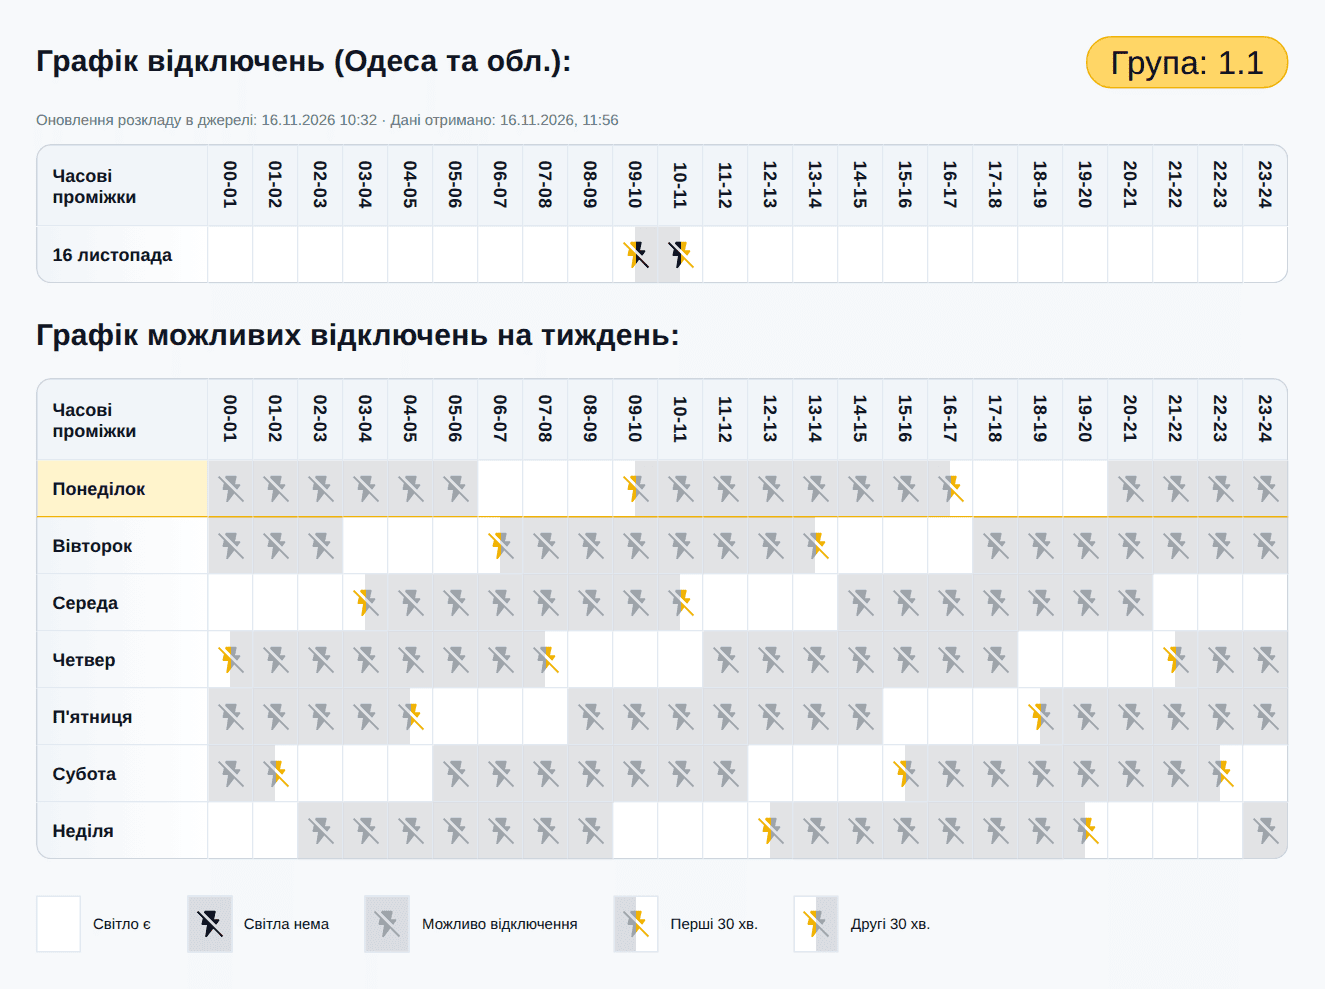 Графік відключень (Одеса та обл.):
Група: 1.1
Оновлення розкладу в джерелі: 16.11.2026 10:32 · Дані отримано: 16.11.2026, 11:56
Часові проміжки 00-01 01-02 02-03 03-04 04-05 05-06 06-07 07-08 08-09 09-10 10-11 11-12 12-13 13-14 14-15 15-16 16-17 17-18 18-19 19-20 20-21 21-22 22-23 23-24
16 листопада
Графік можливих відключень на тиждень:
Часові проміжки 00-01 01-02 02-03 03-04 04-05 05-06 06-07 07-08 08-09 09-10 10-11 11-12 12-13 13-14 14-15 15-16 16-17 17-18 18-19 19-20 20-21 21-22 22-23 23-24
Понеділок
Вівторок
Середа
Четвер
П'ятниця
Субота
Неділя
Світло є Світла нема Можливо відключення Перші 30 хв. Другі 30 хв.